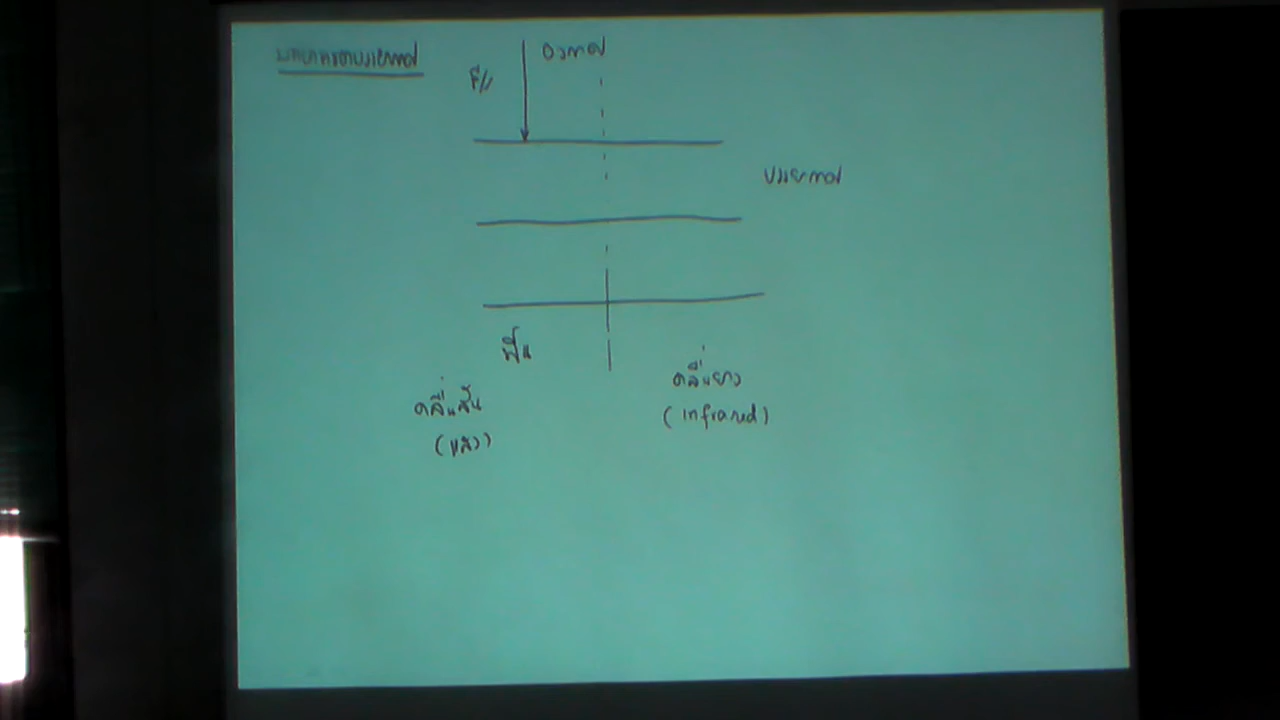 อวกาศ
บรรยากาศ
พื้น
คลื่นสั้น
(แสง)
คลื่นยาว
(infrared)